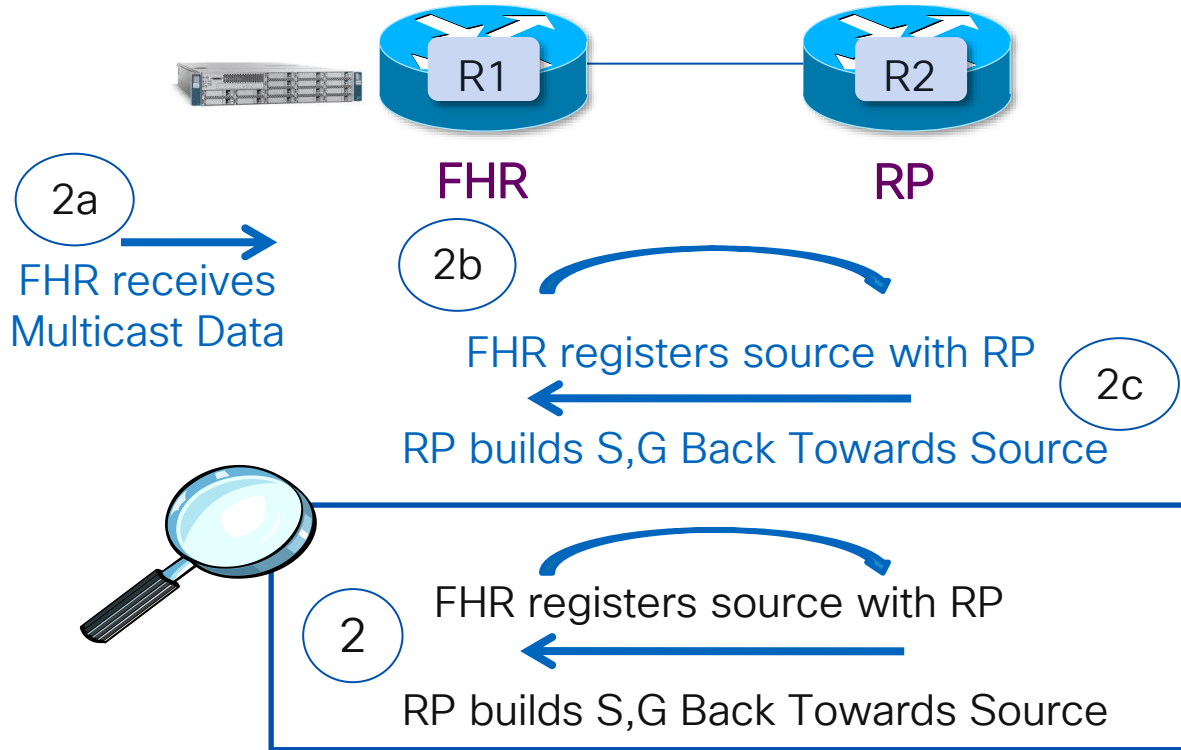 R1
R2
FHR
RP
2a
FHR receives
Multicast Data
2b
FHR registers source with RP
2c
RP builds S,G Back Towards Source
FHR registers source with RP
2
RP builds S,G Back Towards Source